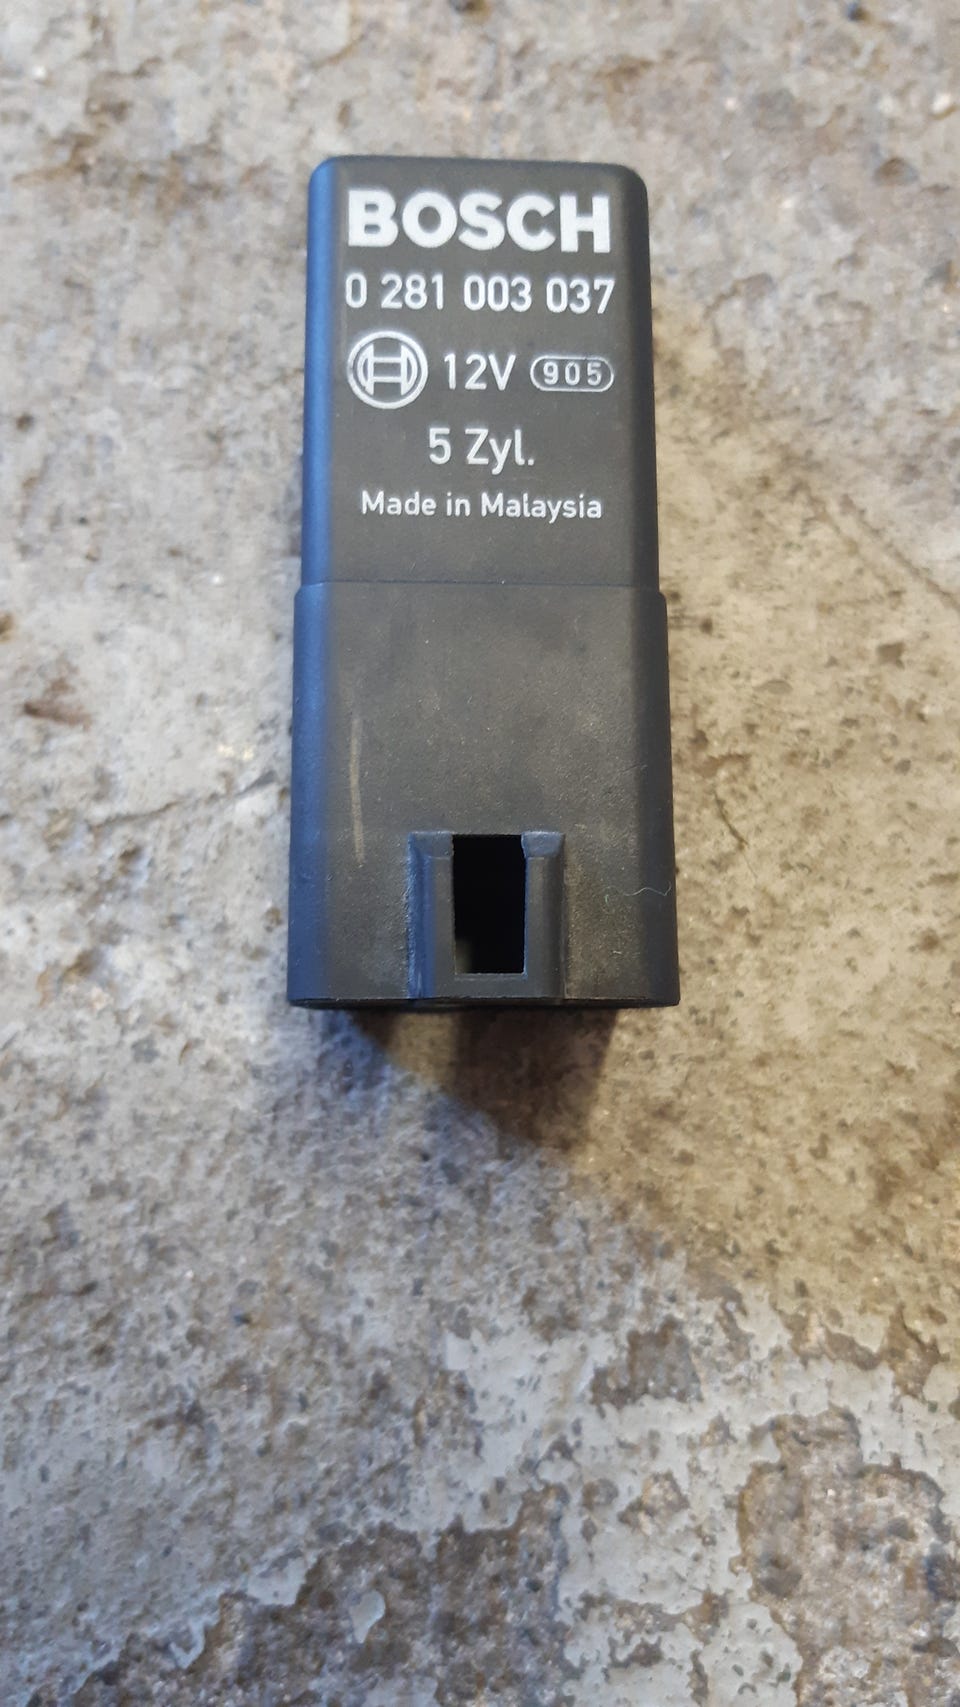 BOSCH
0 281 003 037
12V 905
5 Zyl.
Made in Malaysia